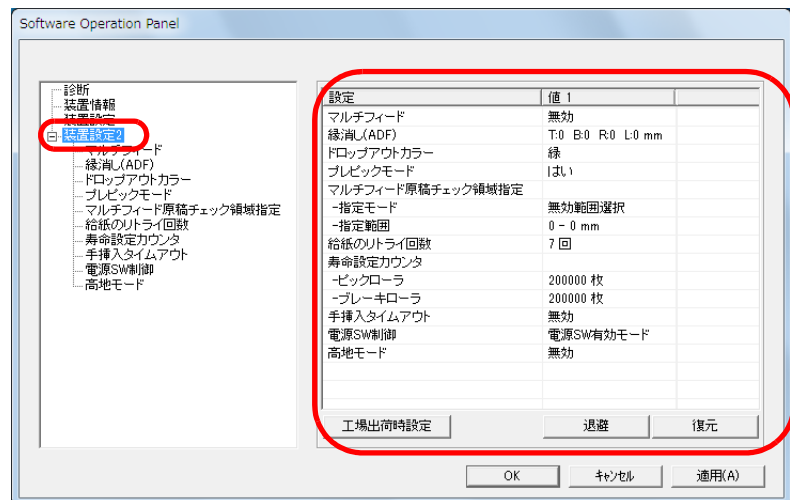 Software Operation Panel
診断
装置情報
装置設定
装置設定2
マルチフィード
縁消し(ADF)
ドロップアウトカラー
プレピックモード
マルチフィード原稿チェック領域指定
給紙のリトライ回数
寿命設定カウンタ
手挿入タイムアウト
電源SW制御
高地モード
設定 値 1
マルチフィード 無効
縁消し(ADF) T:0 B:0 R:0 L:0 mm
ドロップアウトカラー 緑
プレピックモード はい
マルチフィード原稿チェック領域指定
-指定モード 無効範囲選択
-指定範囲 0 - 0 mm
給紙のリトライ回数 7 回
寿命設定カウンタ
-ピックローラ 200000 枚
-ブレーキローラ 200000 枚
手挿入タイムアウト 無効
電源SW制御 電源SW有効モード
高地モード 無効
工場出荷時設定 退避 復元
OK キャンセル 適用(A)